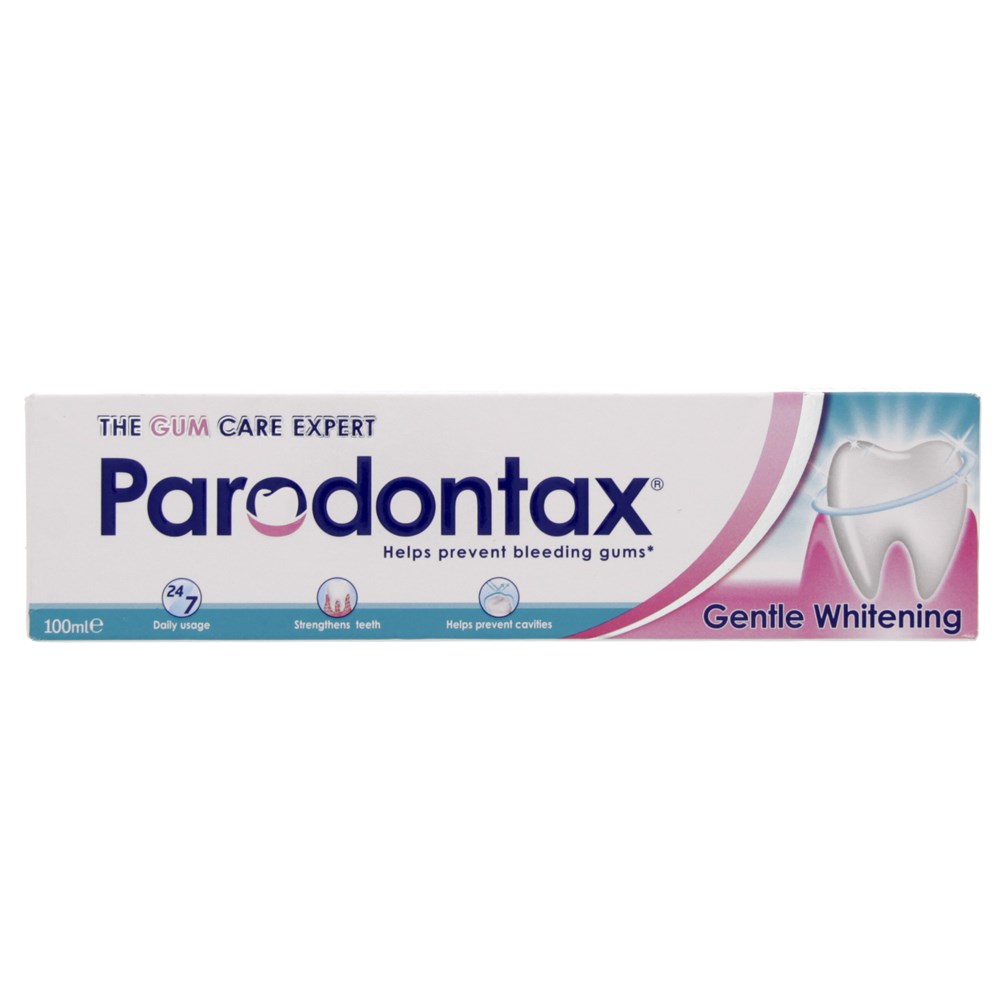 THE GUM CARE EXPERT
Parodontax®
Helps prevent bleeding gums*
24
7
100ml℮
Daily usage
Strengthens teeth
Helps prevent cavities
Gentle Whitening